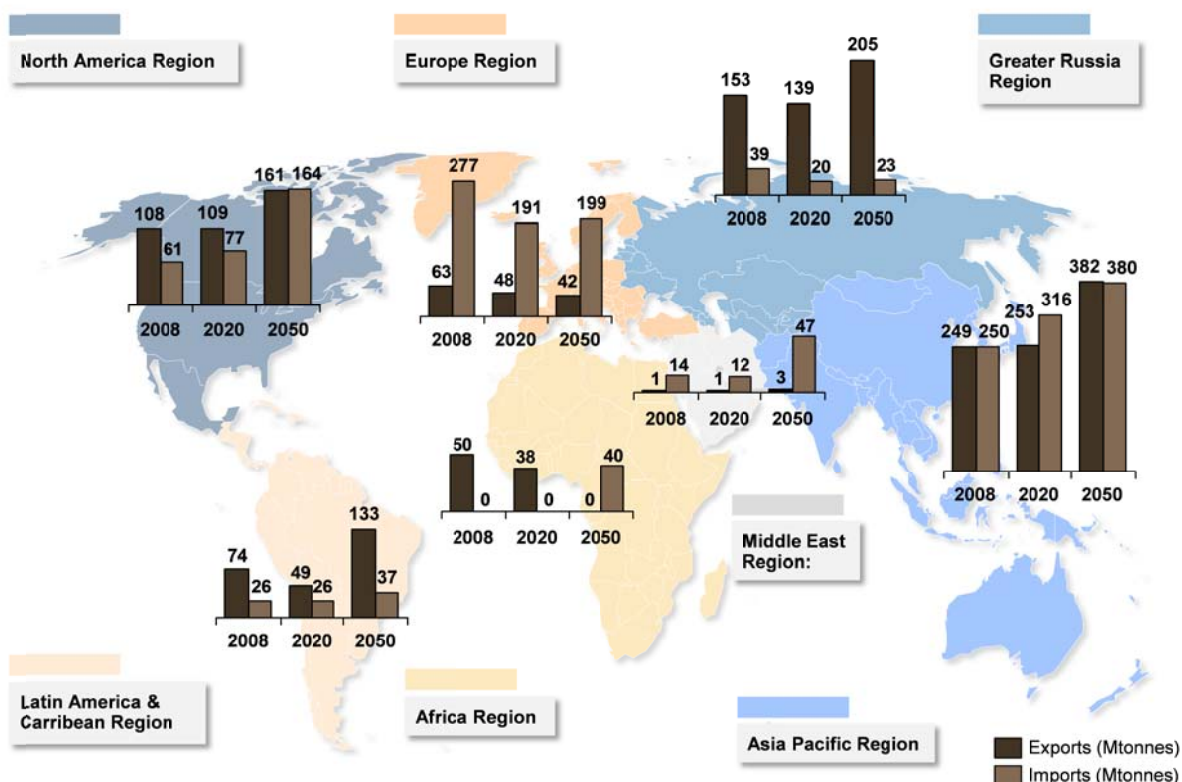 North America Region
Europe Region
Greater Russia
Region
153
39
139
20
205
23
2008 2020 2050
108
61
109
77
161
164
2008 2020 2050
63
277
48
191
42
199
2008 2020 2050
249
250
253
316
382
380
2008 2020 2050
1
14
1
12
3
47
2008 2020 2050
50
0
38
0
0
40
2008 2020 2050
74
26
49
26
133
37
2008 2020 2050
Middle East
Region:
Latin America &
Carribean Region
Africa Region
Asia Pacific Region
Exports (Mtonnes)
Imports (Mtonnes)